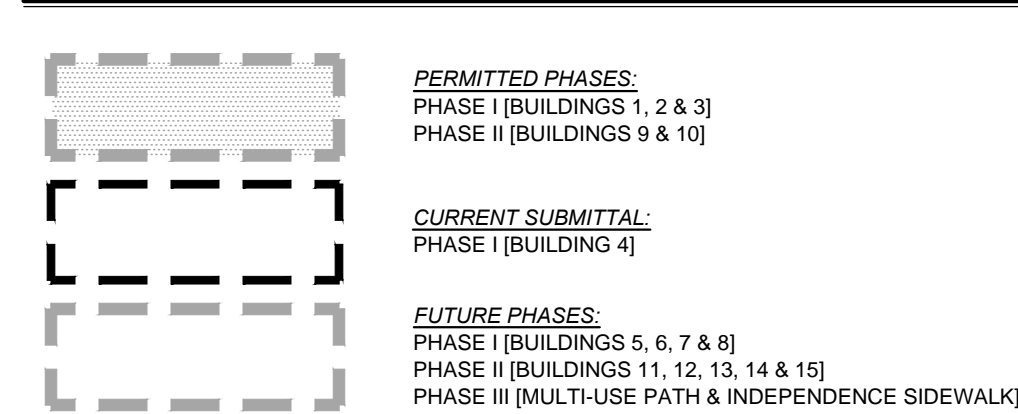 PERMITTED PHASES:
PHASE I [BUILDINGS 1, 2 & 3]
PHASE II [BUILDINGS 9 & 10]
CURRENT SUBMITTAL:
PHASE I [BUILDING 4]
FUTURE PHASES:
PHASE I [BUILDINGS 5, 6, 7 & 8]
PHASE II [BUILDINGS 11, 12, 13, 14 & 15]
PHASE III [MULTI-USE PATH & INDEPENDENCE SIDEWALK]